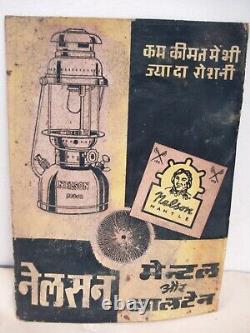 कम कीमत में भी
ज्यादा रोशनी
NELSON
Nelson
MANTLE
नेलसन
मेन्टल
और
लालटेन